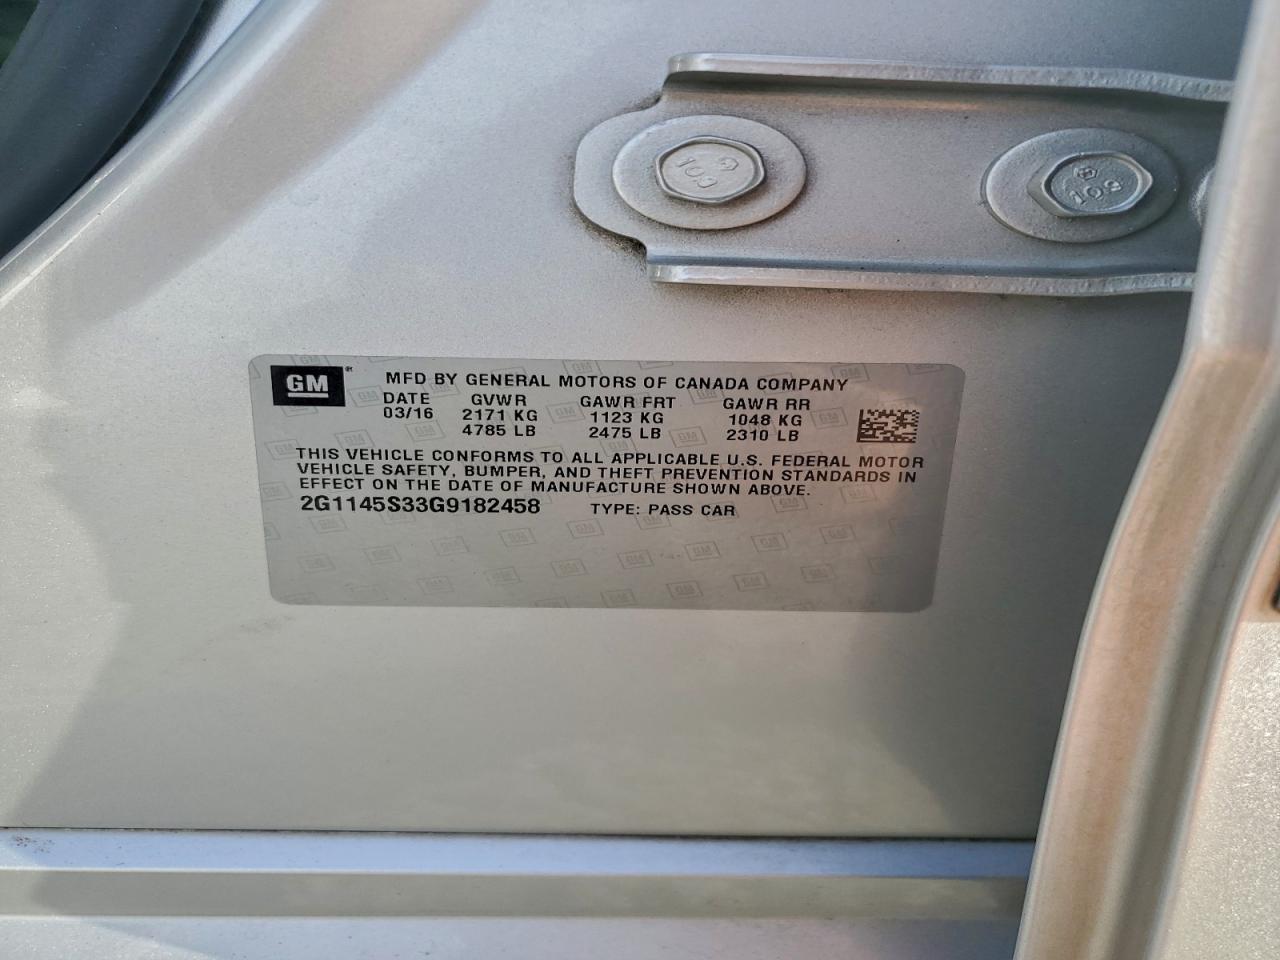 109
109
GM
MFD BY GENERAL MOTORS OF CANADA COMPANY
DATE GVWR GAWR FRT GAWR RR
03/16 2171 KG 1123 KG 1048 KG
4785 LB 2475 LB 2310 LB
THIS VEHICLE CONFORMS TO ALL APPLICABLE U.S. FEDERAL MOTOR
VEHICLE SAFETY, BUMPER, AND THEFT PREVENTION STANDARDS IN
EFFECT ON THE DATE OF MANUFACTURE SHOWN ABOVE.
2G1145S33G9182458 TYPE: PASS CAR